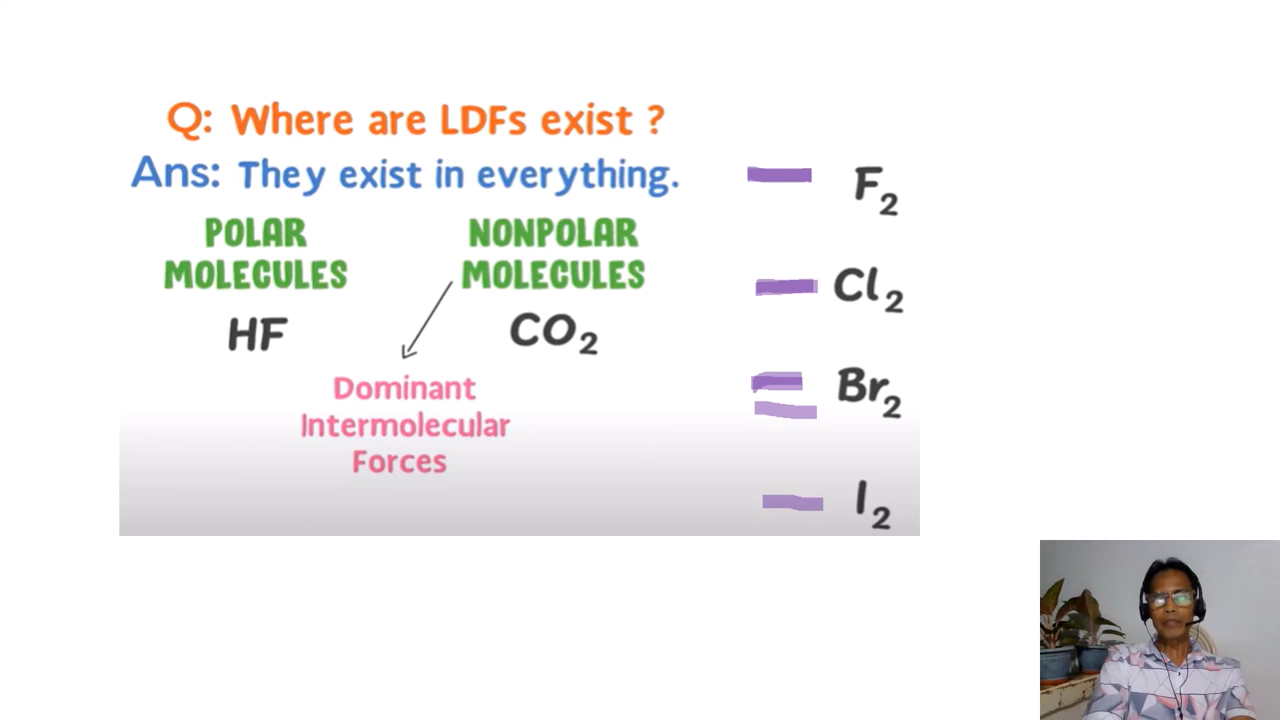 Q: Where are LDFs exist ?
Ans: They exist in everything.
POLAR
MOLECULES
HF
NONPOLAR
MOLECULES
CO₂
Dominant
Intermolecular
Forces
F₂
Cl₂
Br₂
I₂